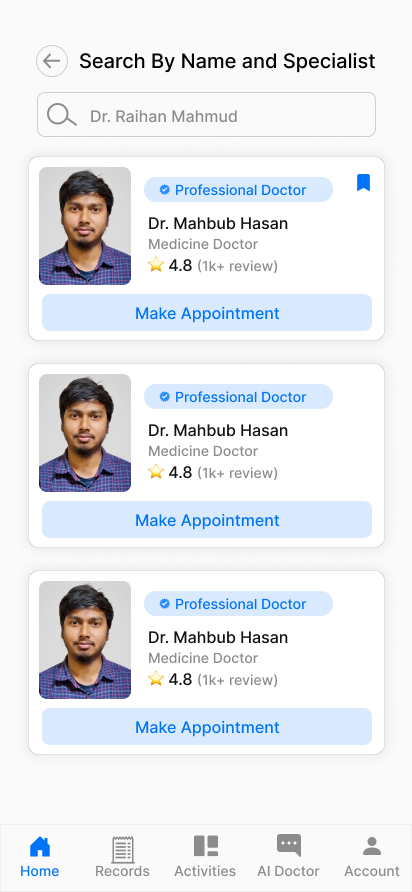 Search By Name and Specialist
Dr. Raihan Mahmud
Professional Doctor
Dr. Mahbub Hasan
Medicine Doctor
4.8 (1k+ review)
Make Appointment
Professional Doctor
Dr. Mahbub Hasan
Medicine Doctor
4.8 (1k+ review)
Make Appointment
Professional Doctor
Dr. Mahbub Hasan
Medicine Doctor
4.8 (1k+ review)
Make Appointment
Home Records Activities AI Doctor Account